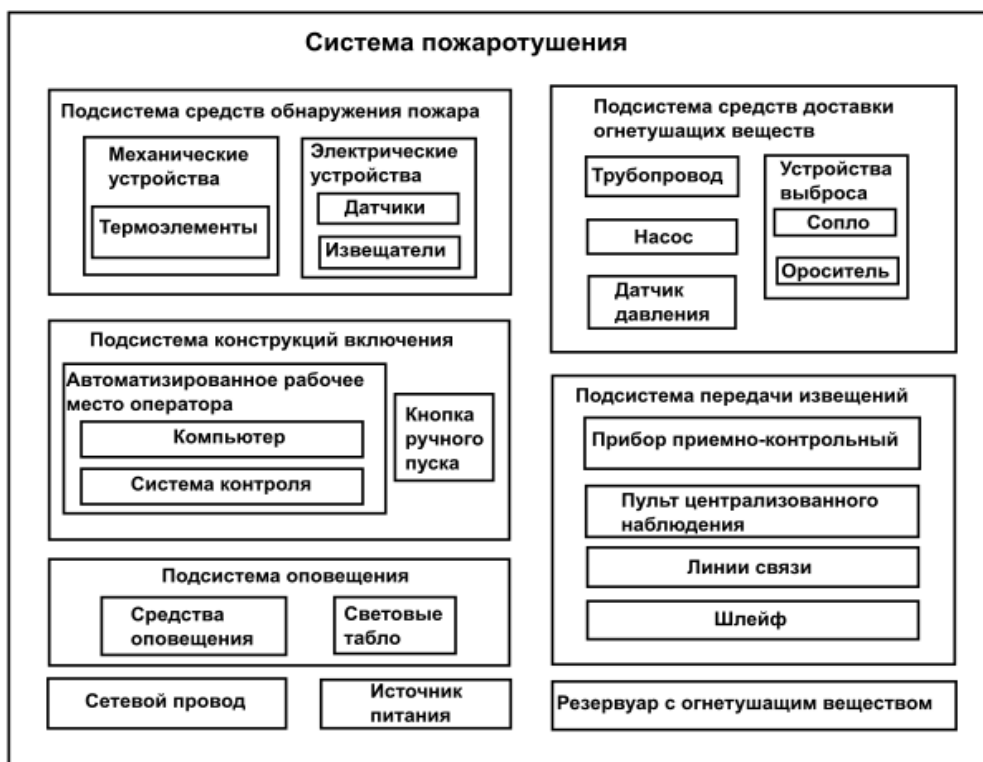 Система пожаротушения
Подсистема средств обнаружения пожара
Механические
устройства
Термоэлементы
Электрические
устройства
Датчики
Извещатели
Подсистема средств доставки
огнетушащих веществ
Трубопровод
Насос
Датчик
давления
Устройства
выброса
Сопло
Ороситель
Подсистема конструкций включения
Автоматизированное рабочее
место оператора
Компьютер
Система контроля
Кнопка
ручного
пуска
Подсистема передачи извещений
Прибор приемно-контрольный
Пульт централизованного
наблюдения
Линии связи
Шлейф
Подсистема оповещения
Средства
оповещения
Световые
табло
Сетевой провод
Источник
питания
Резервуар с огнетушащим веществом